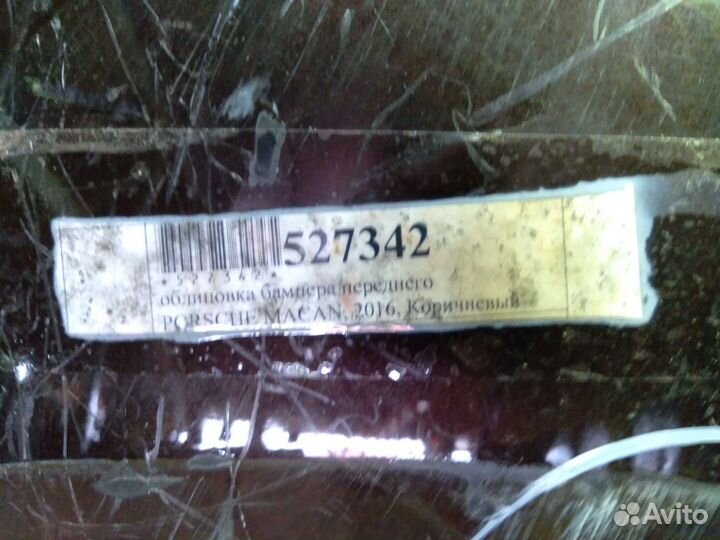 527342
*527342*
облицовка бампера переднего
PORSCHE, MACAN, 2016, Коричневый
Avito